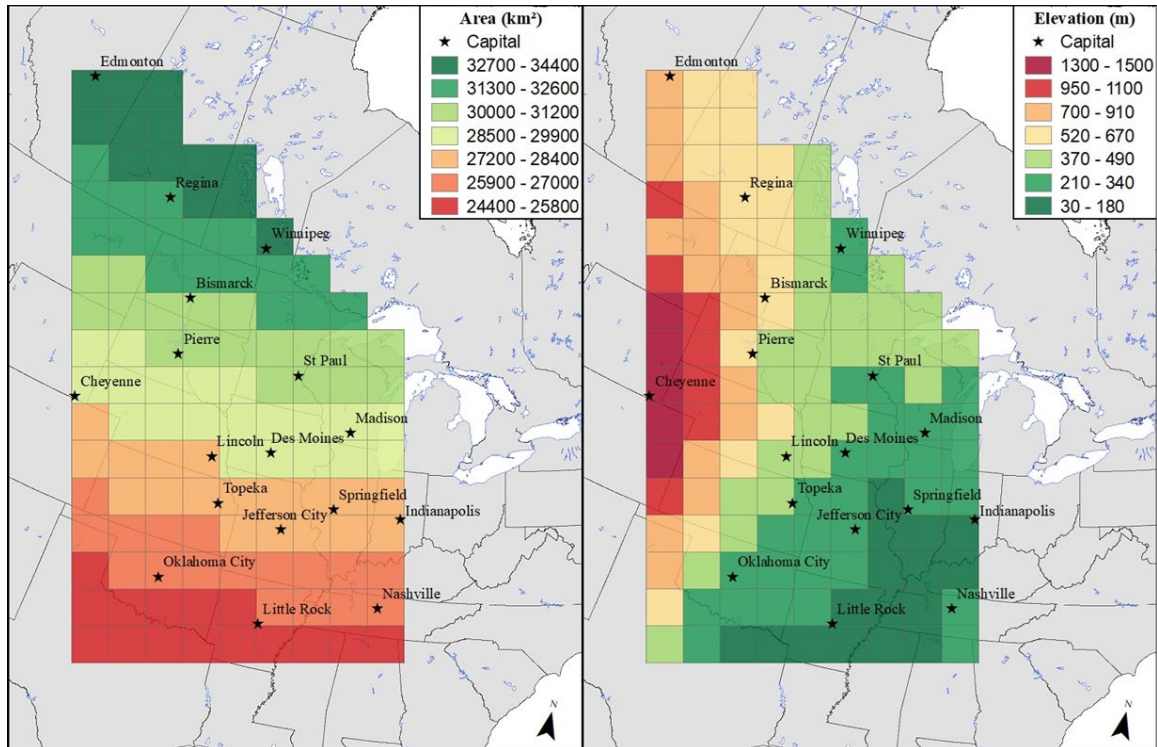 Area (km²)
★ Capital
32700 - 34400
31300 - 32600
30000 - 31200
28500 - 29900
27200 - 28400
25900 - 27000
24400 - 25800
Edmonton
Regina
Winnipeg
Bismarck
Pierre
St Paul
Cheyenne
Madison
Lincoln
Des Moines
Topeka
Springfield
Jefferson City
Indianapolis
Oklahoma City
Nashville
Little Rock
N
Elevation (m)
★ Capital
1300 - 1500
950 - 1100
700 - 910
520 - 670
370 - 490
210 - 340
30 - 180
Edmonton
Regina
Winnipeg
Bismarck
Pierre
St Paul
Cheyenne
Madison
Lincoln
Des Moines
Topeka
Springfield
Jefferson City
Indianapolis
Oklahoma City
Nashville
Little Rock
N